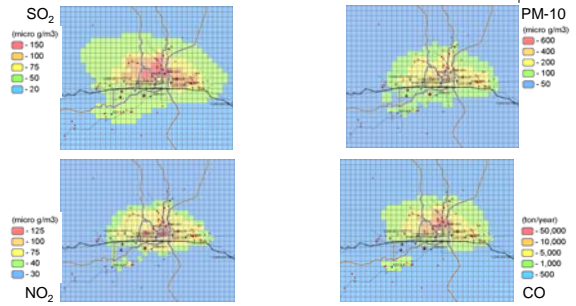 SO₂
(micro g/m3)
- 150
- 100
- 75
- 50
- 20
PM-10
(micro g/m3)
- 600
- 400
- 200
- 100
- 50
(micro g/m3)
- 125
- 100
- 75
- 40
- 30
NO₂
(ton/year)
- 50,000
- 10,000
- 5,000
- 1,000
- 500
CO